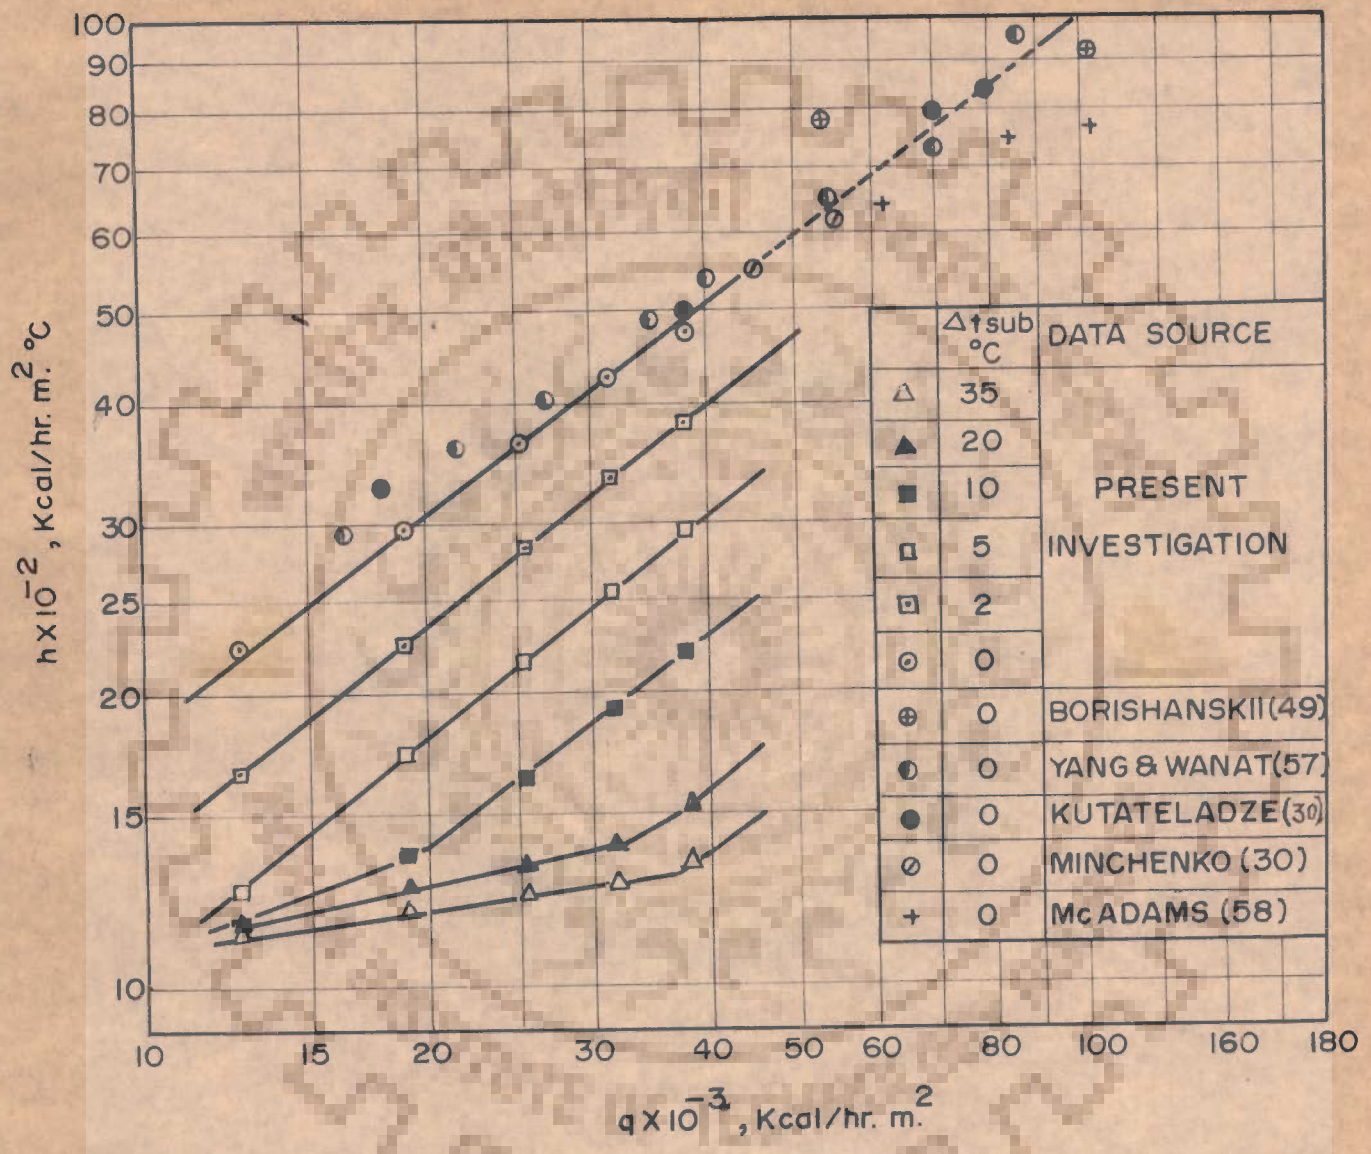 100
90
80
70
60
50
40
30
25
20
15
10
h X 10⁻², Kcal/hr. m.² °C
10 15 20 30 40 50 60 80 100 160 180
q X 10⁻³, Kcal/hr. m.²
Δtsub °C DATA SOURCE
35
20
10 PRESENT
5 INVESTIGATION
2
0
0 BORISHANSKII (49)
0 YANG & WANAT (57)
0 KUTATELADZE (30)
0 MINCHENKO (30)
0 McADAMS (58)